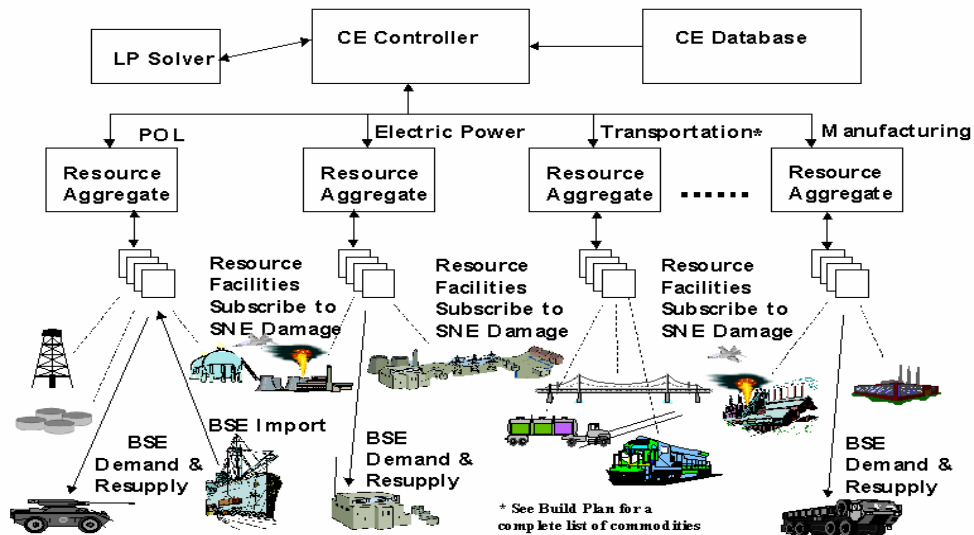 LP Solver
CE Controller
CE Database
POL
Electric Power
Transportation*
Manufacturing
Resource
Aggregate
Resource
Aggregate
Resource
Aggregate
Resource
Aggregate
Resource
Facilities
Subscribe to
SNE Damage
Resource
Facilities
Subscribe to
SNE Damage
Resource
Facilities
Subscribe to
SNE Damage
BSE
Demand &
Resupply
BSE Import
BSE
Demand &
Resupply
* See Build Plan for a
complete list of commodities
BSE
Demand &
Resupply